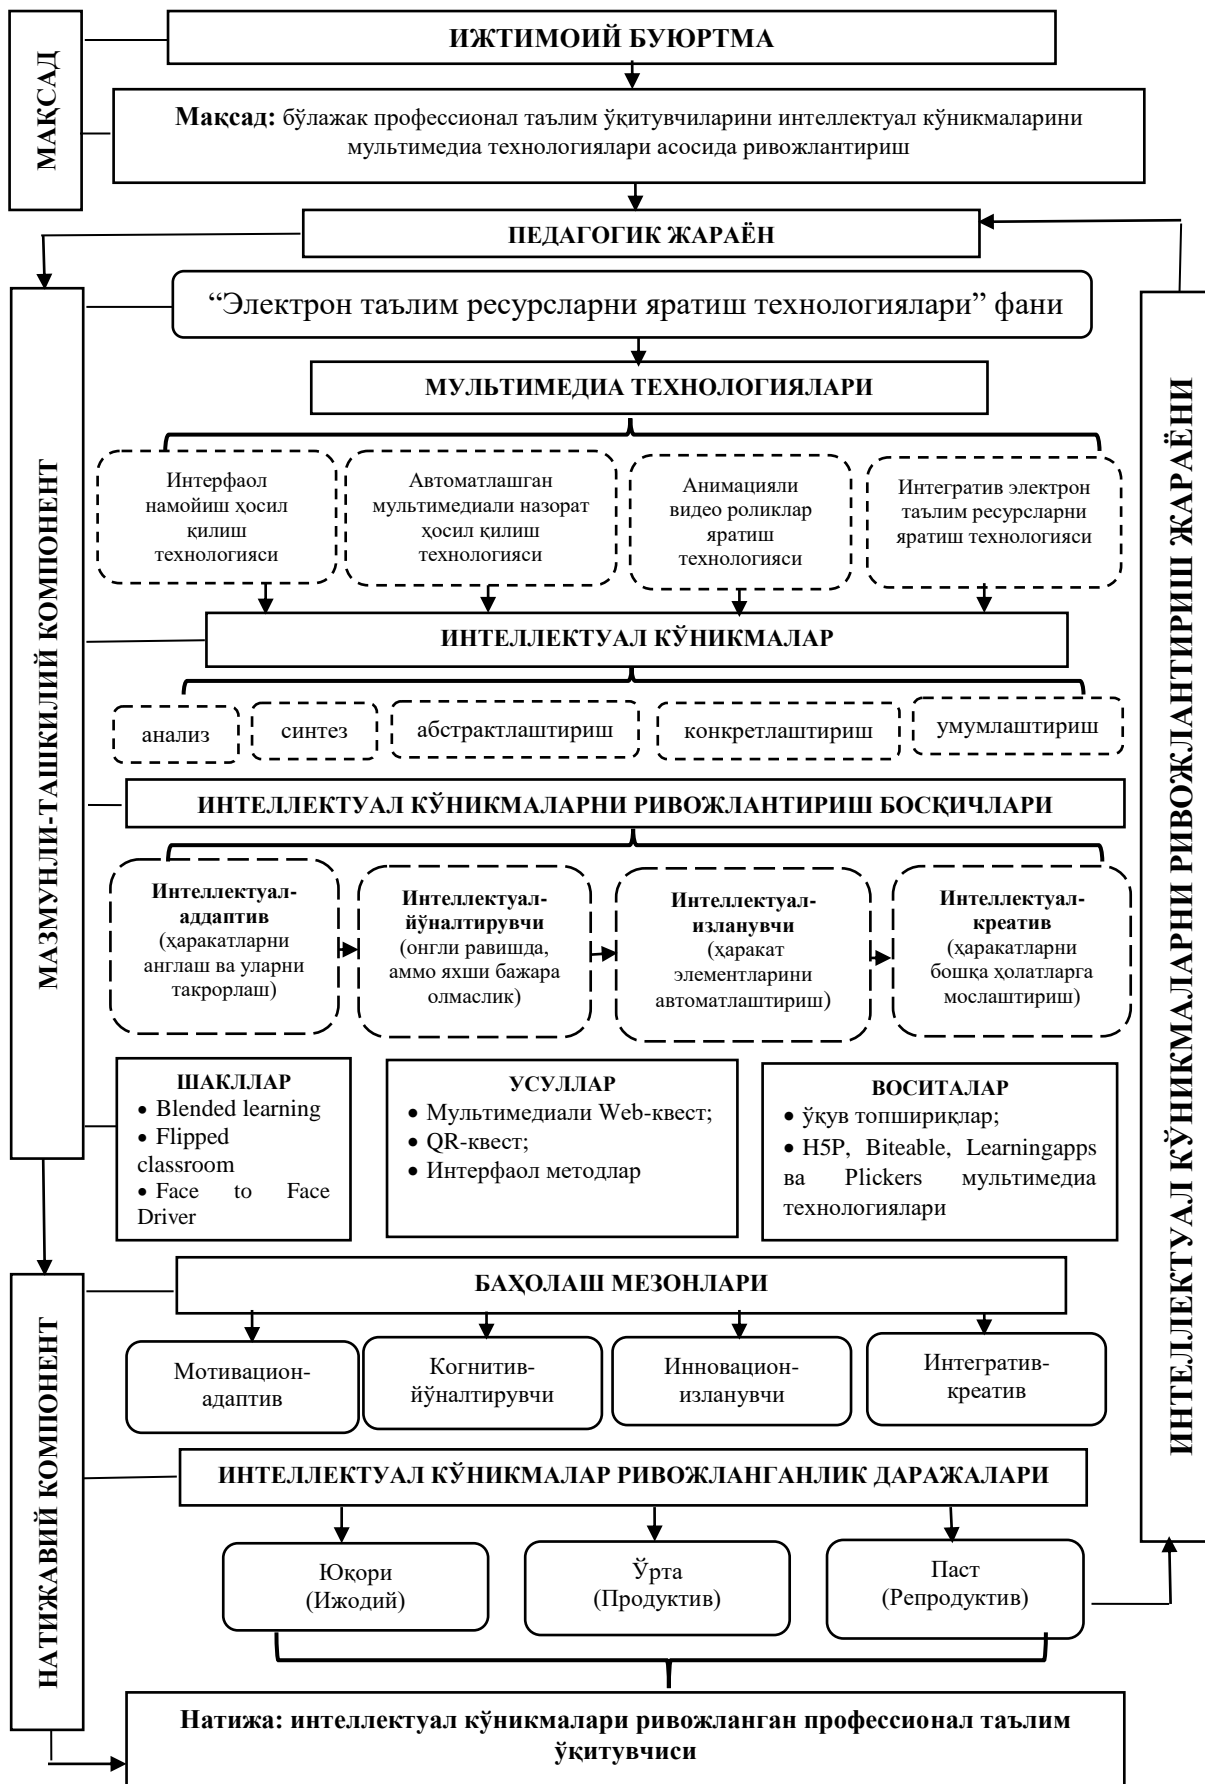 МАҚСАД
ИЖТИМОИЙ БУЮРТМА
Мақсад: бўлажак профессионал таълим ўқитувчиларини интеллектуал кўникмаларини
мультимедиа технологиялари асосида ривожлантириш
ПЕДАГОГИК ЖАРАЁН
МАЗМУНЛИ-ТАШКИЛИЙ КОМПОНЕНТ
“Электрон таълим ресурсларни яратиш технологиялари” фани
МУЛЬТИМЕДИА ТЕХНОЛОГИЯЛАРИ
Интерфаол
намойиш ҳосил
қилиш
технологияси
Автоматлашган
мультимедиали назорат
ҳосил қилиш
технологияси
Анимацияли
видео роликлар
яратиш
технологияси
Интегратив электрон
таълим ресурсларни
яратиш технологияси
ИНТЕЛЛЕКТУАЛ КЎНИКМАЛАР
анализ
синтез
абстрактлаштириш
конкретлаштириш
умумлаштириш
ИНТЕЛЛЕКТУАЛ КЎНИКМАЛАРНИ РИВОЖЛАНТИРИШ БОСҚИЧЛАРИ
Интеллектуал-
аддаптив
(ҳаракатларни
англаш ва уларни
такрорлаш)
Интеллектуал-
йўналтирувчи
(онгли равишда,
аммо яхши бажара
олмаслик)
Интеллектуал-
изланувчи
(ҳаракат
элементларини
автоматлаштириш)
Интеллектуал-
креатив
(ҳаракатларни
бошқа ҳолатларга
мослаштириш)
ШАКЛЛАР
• Blended learning
• Flipped
classroom
• Face to Face
Driver
УСУЛЛАР
• Мультимедиали Web-квест;
• QR-квест;
• Интерфаол методлар
ВОСИТАЛАР
• ўқув топшириқлар;
• H5P, Biteable, Learningapps
ва Plickers мультимедиа
технологиялари
НАТИЖАВИЙ КОМПОНЕНТ
БАҲОЛАШ МЕЗОНЛАРИ
Мотивацион-
адаптив
Когнитив-
йўналтирувчи
Инновацион-
изланувчи
Интегратив-
креатив
ИНТЕЛЛЕКТУАЛ КЎНИКМАЛАР РИВОЖЛАНГАНЛИК ДАРАЖАЛАРИ
Юқори
(Ижодий)
Ўрта
(Продуктив)
Паст
(Репродуктив)
Натижа: интеллектуал кўникмалари ривожланган профессионал таълим
ўқитувчиси
ИНТЕЛЛЕКТУАЛ КЎНИКМАЛАРНИ РИВОЖЛАНТИРИШ ЖАРАЁНИ